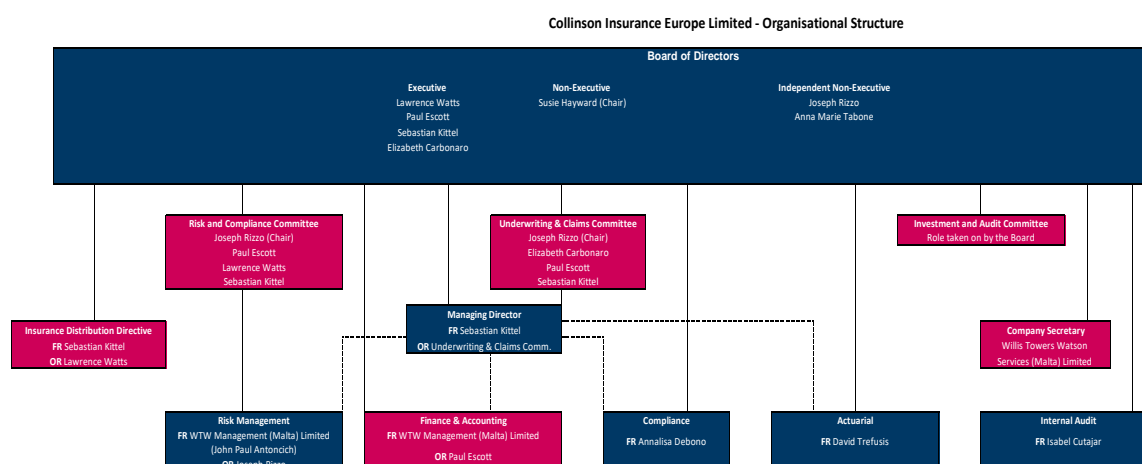 Collinson Insurance Europe Limited - Organisational Structure
Board of Directors
Executive
Lawrence Watts
Paul Escott
Sebastian Kittel
Elizabeth Carbonaro
Non-Executive
Susie Hayward (Chair)
Independent Non-Executive
Joseph Rizzo
Anna Marie Tabone
Risk and Compliance Committee
Joseph Rizzo (Chair)
Paul Escott
Lawrence Watts
Sebastian Kittel
Underwriting & Claims Committee
Joseph Rizzo (Chair)
Elizabeth Carbonaro
Paul Escott
Sebastian Kittel
Investment and Audit Committee
Role taken on by the Board
Managing Director
FR Sebastian Kittel
OR Underwriting & Claims Comm.
Insurance Distribution Directive
FR Sebastian Kittel
OR Lawrence Watts
Company Secretary
Willis Towers Watson
Services (Malta) Limited
Risk Management
FR WTW Management (Malta) Limited
(John Paul Antoncich)
OR Joseph Rizzo
Finance & Accounting
FR WTW Management (Malta) Limited
OR Paul Escott
Compliance
FR Annalisa Debono
Actuarial
FR David Trefusis
Internal Audit
FR Isabel Cutajar